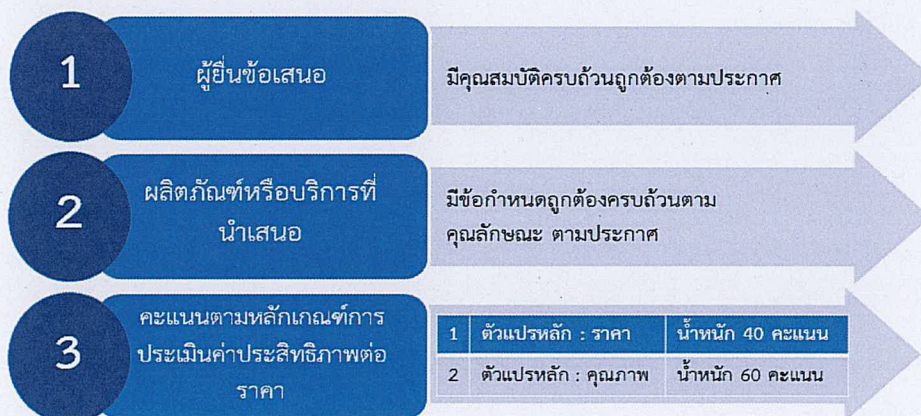 1
ผู้ยื่นข้อเสนอ
มีคุณสมบัติครบถ้วนถูกต้องตามประกาศ
2
ผลิตภัณฑ์หรือบริการที่
นำเสนอ
มีข้อกำหนดถูกต้องครบถ้วนตาม
คุณลักษณะ ตามประกาศ
3
คะแนนตามหลักเกณฑ์การ
ประเมินค่าประสิทธิภาพต่อ
ราคา
1 ตัวแปรหลัก : ราคา น้ำหนัก 40 คะแนน
2 ตัวแปรหลัก : คุณภาพ น้ำหนัก 60 คะแนน